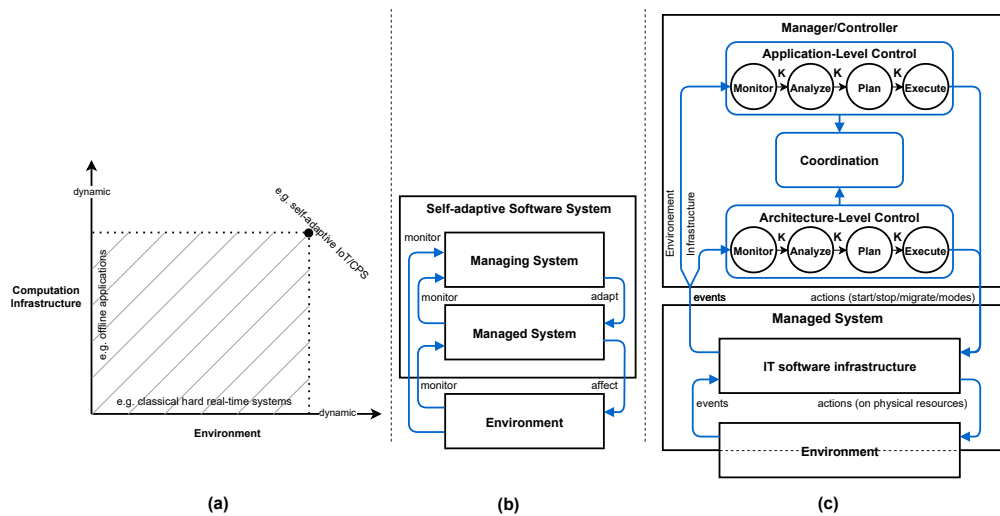 dynamic
e.g. self-adaptive IoT/CPS
Computation
Infrastructure
e.g. offline applications
e.g. classical hard real-time systems
dynamic
Environment
(a)
Self-adaptive Software System
monitor
Managing System
monitor
adapt
Managed System
monitor
affect
Environment
(b)
Manager/Controller
Application-Level Control
K
K
K
Monitor
Analyze
Plan
Execute
Coordination
Environement
Infrastructure
Architecture-Level Control
K
K
K
Monitor
Analyze
Plan
Execute
events
actions (start/stop/migrate/modes)
Managed System
IT software infrastructure
events
actions (on physical resources)
Environment
(c)